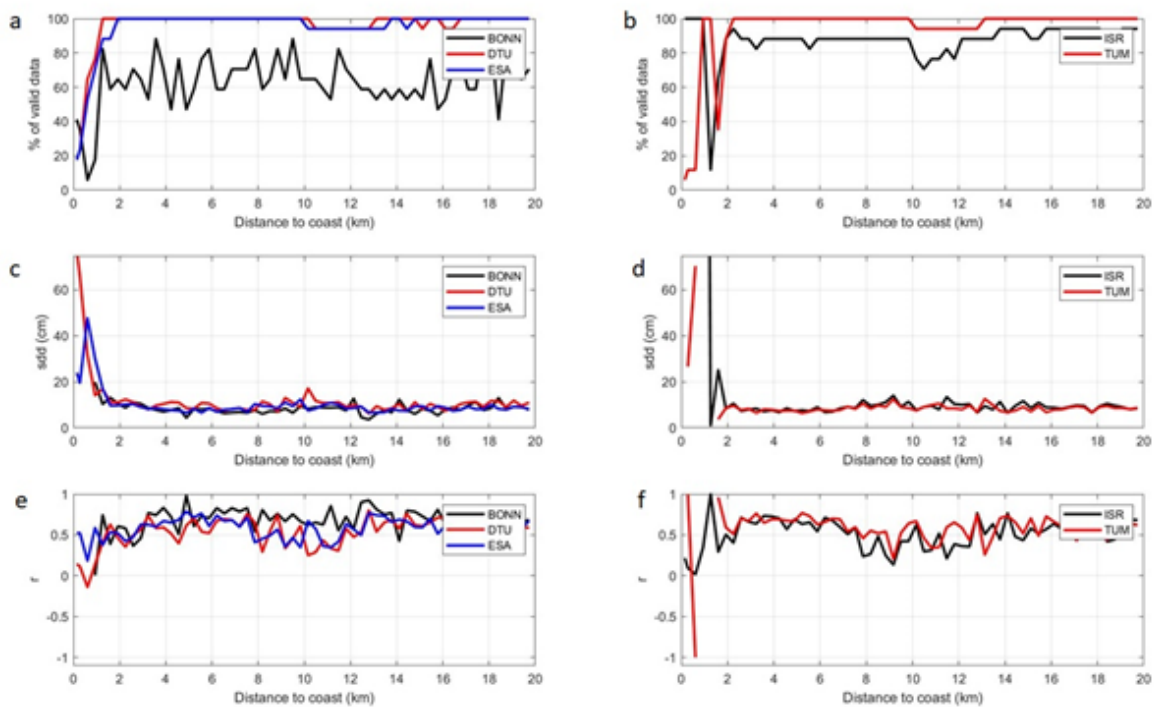 a
100
80
60
40
20
0
% of valid data
BONN
DTU
ESA
0 2 4 6 8 10 12 14 16 18 20
Distance to coast (km)
b
100
80
60
40
20
0
% of valid data
ISR
TUM
0 2 4 6 8 10 12 14 16 18 20
Distance to coast (km)
c
60
40
20
0
sdd (cm)
BONN
DTU
ESA
0 2 4 6 8 10 12 14 16 18 20
Distance to coast (km)
d
60
40
20
0
sdd (cm)
ISR
TUM
0 2 4 6 8 10 12 14 16 18 20
Distance to coast (km)
e
1
0.5
0
-0.5
-1
r
BONN
DTU
ESA
0 2 4 6 8 10 12 14 16 18 20
Distance to coast (km)
f
1
0.5
0
-0.5
-1
r
ISR
TUM
0 2 4 6 8 10 12 14 16 18 20
Distance to coast (km)